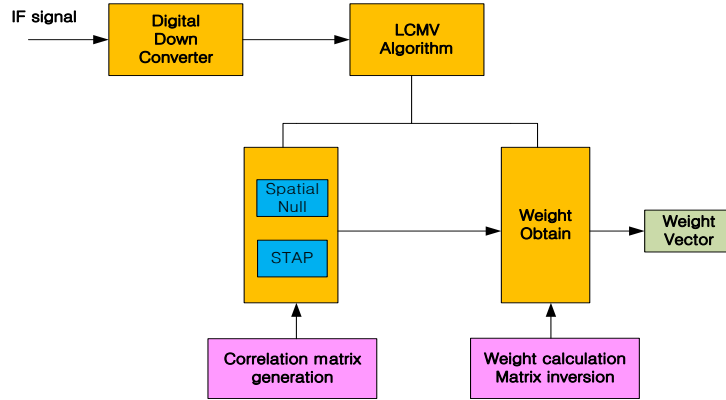 IF signal
Digital
Down
Converter
LCMV
Algorithm
Spatial
Null
STAP
Weight
Obtain
Weight
Vector
Correlation matrix
generation
Weight calculation
Matrix inversion